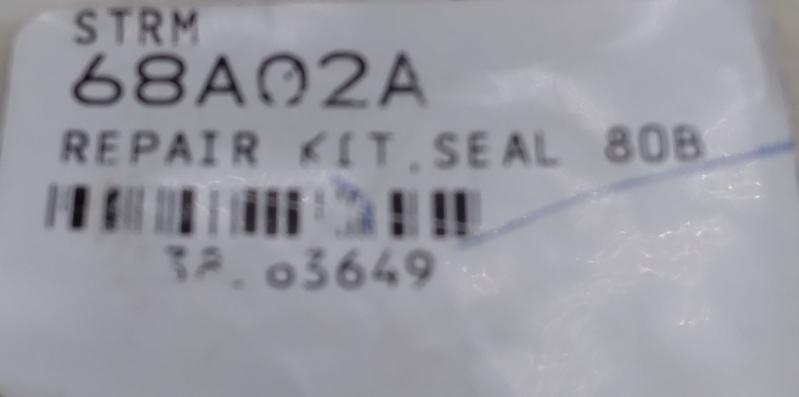 STRM
68A02A
REPAIR KIT,SEAL 80B
03649